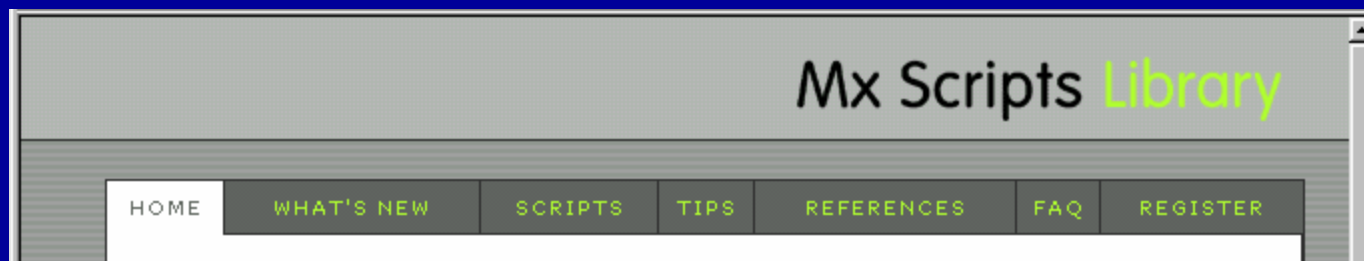 Mx Scripts Library
HOME WHAT'S NEW SCRIPTS TIPS REFERENCES FAQ REGISTER